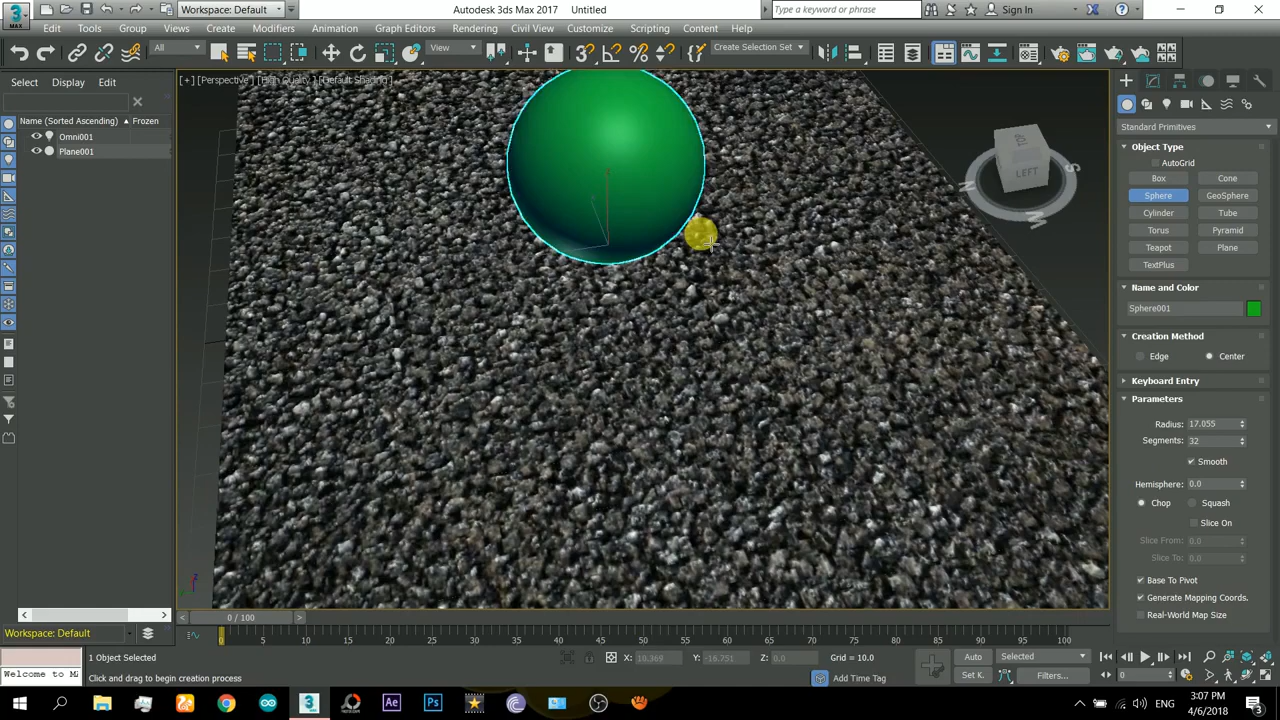 Workspace: Default
Autodesk 3ds Max 2017
Untitled
Type a keyword or phrase
Sign In
MAX
Edit
Tools
Group
Views
Create
Modifiers
Animation
Graph Editors
Rendering
Civil View
Customize
Scripting
Content
Help
All
View
Create Selection Set
Select
Display
Edit
[+] [Perspective] [High Quality] [Default Shading]
Name (Sorted Ascending)
Frozen
Omni001
Plane001
TOP
LEFT
N
S
W
Standard Primitives
Object Type
AutoGrid
Box
Cone
Sphere
GeoSphere
Cylinder
Tube
Torus
Pyramid
Teapot
Plane
TextPlus
Name and Color
Sphere001
Creation Method
Edge
Center
Keyboard Entry
Parameters
Radius: 17.055
Segments: 32
Smooth
Hemisphere: 0.0
Chop
Squash
Slice On
Slice From: 0.0
Slice To: 0.0
Base To Pivot
Generate Mapping Coords.
Real-World Map Size
0 / 100
Workspace: Default
0 5 10 15 20 25 30 35 40 45 50 55 60 65 70 75 80 85 90 95 100
1 Object Selected
X: 10.369
Y: -16.751
Z: 0.0
Grid = 10.0
Auto
Selected
Welcome to M
Click and drag to begin creation process
Add Time Tag
Set K.
Filters...
0
ENG
3:07 PM
4/6/2018